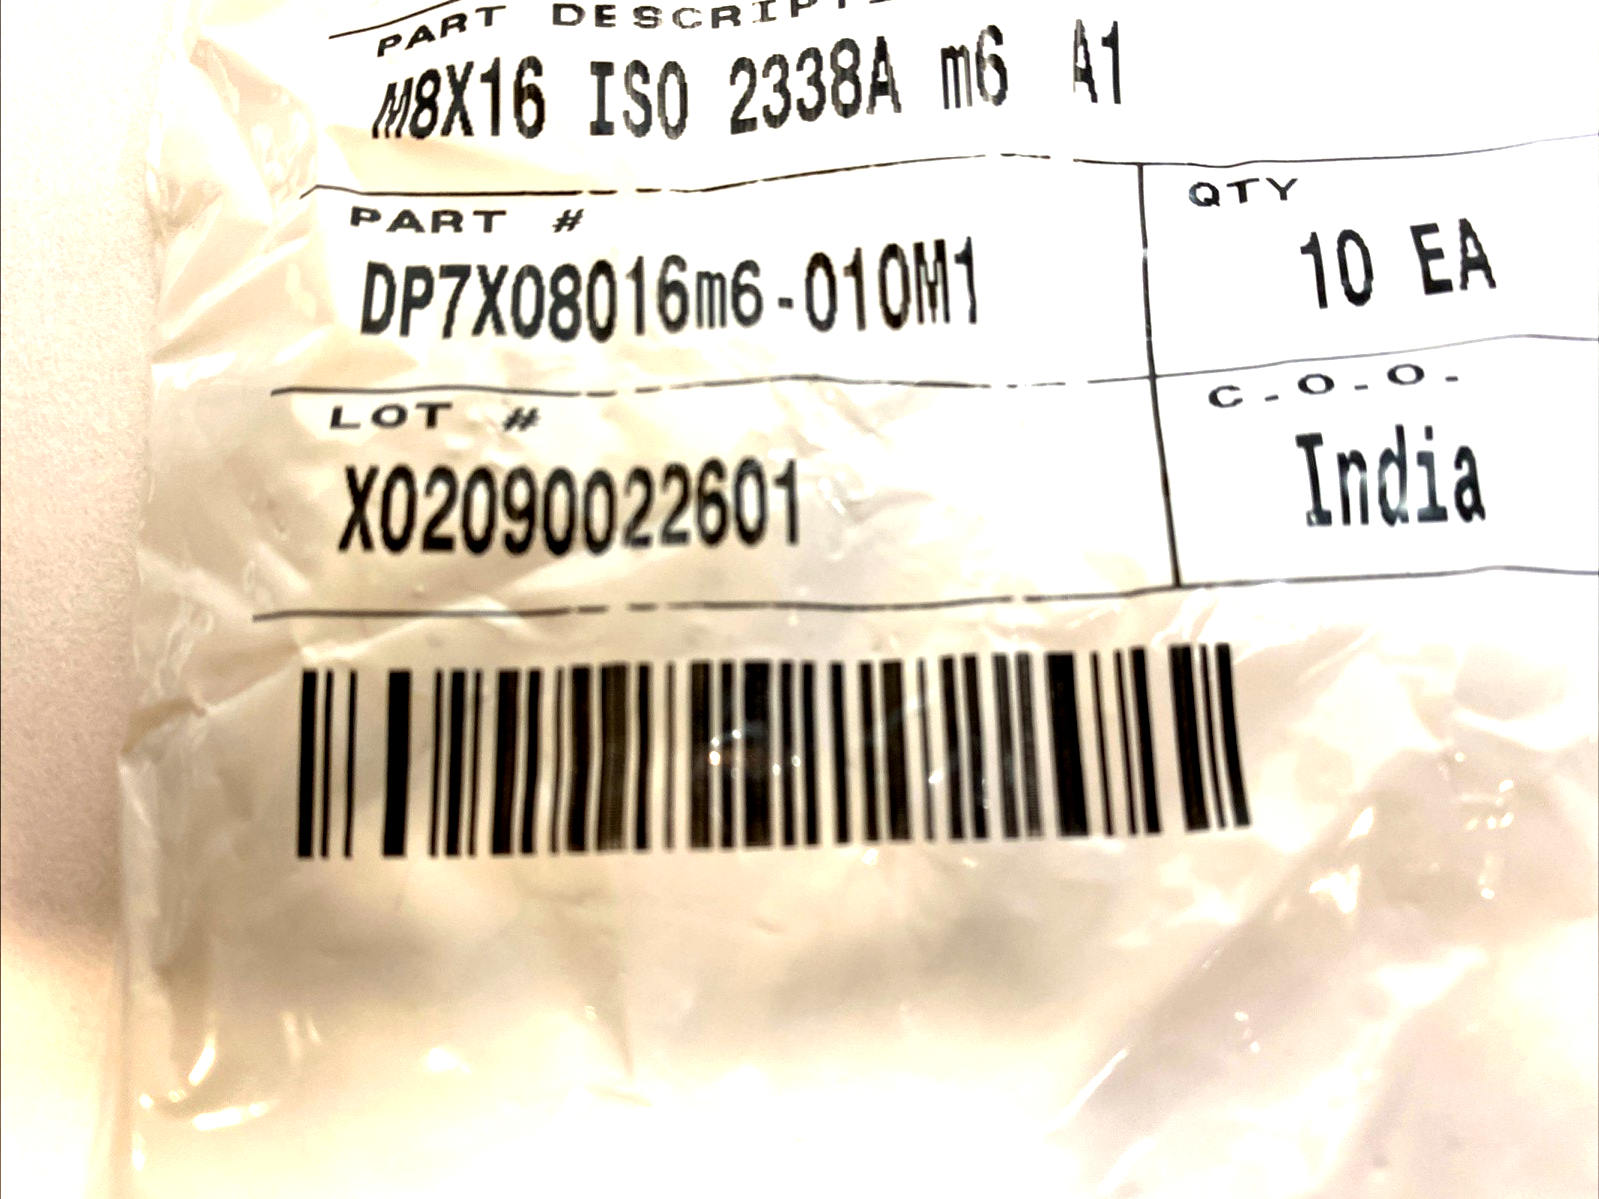 PART DESCRIPTI
M8X16 ISO 2338A m6 A1
PART #
DP7X08016m6-010M1
QTY
10 EA
LOT #
X02090022601
C.O.O.
India